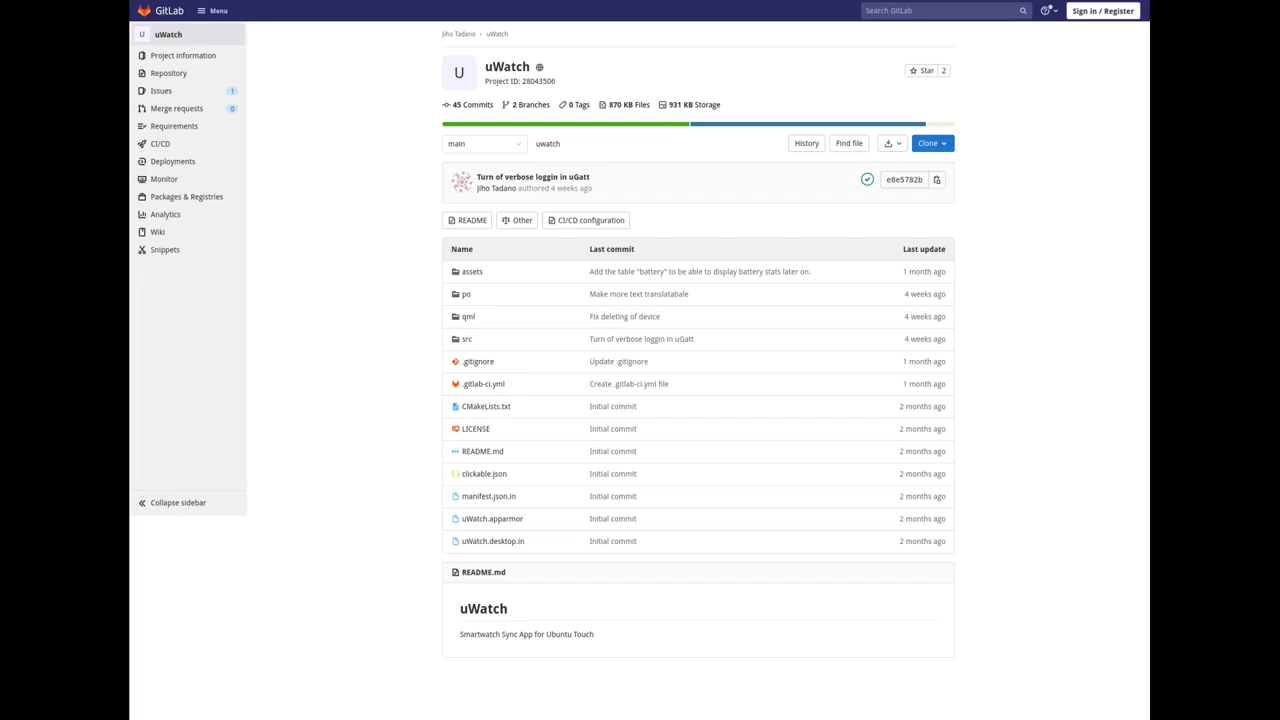 GitLab Menu Search GitLab Sign in / Register
U uWatch
Project information
Repository
Issues 1
Merge requests 0
Requirements
CI/CD
Deployments
Monitor
Packages & Registries
Analytics
Wiki
Snippets
Collapse sidebar
Jiho Tadano › uWatch
U
uWatch
Project ID: 28043506
Star 2
45 Commits 2 Branches 0 Tags 870 KB Files 931 KB Storage
main uwatch History Find file Clone
Turn of verbose loggin in uGatt
Jiho Tadano authored 4 weeks ago
e8e5782b
README Other CI/CD configuration
Name Last commit Last update
assets Add the table "battery" to be able to display battery stats later on. 1 month ago
po Make more text translatabale 4 weeks ago
qml Fix deleting of device 4 weeks ago
src Turn of verbose loggin in uGatt 4 weeks ago
.gitignore Update .gitignore 1 month ago
.gitlab-ci.yml Create .gitlab-ci.yml file 1 month ago
CMakeLists.txt Initial commit 2 months ago
LICENSE Initial commit 2 months ago
README.md Initial commit 2 months ago
clickable.json Initial commit 2 months ago
manifest.json.in Initial commit 2 months ago
uWatch.apparmor Initial commit 2 months ago
uWatch.desktop.in Initial commit 2 months ago
README.md
uWatch
Smartwatch Sync App for Ubuntu Touch